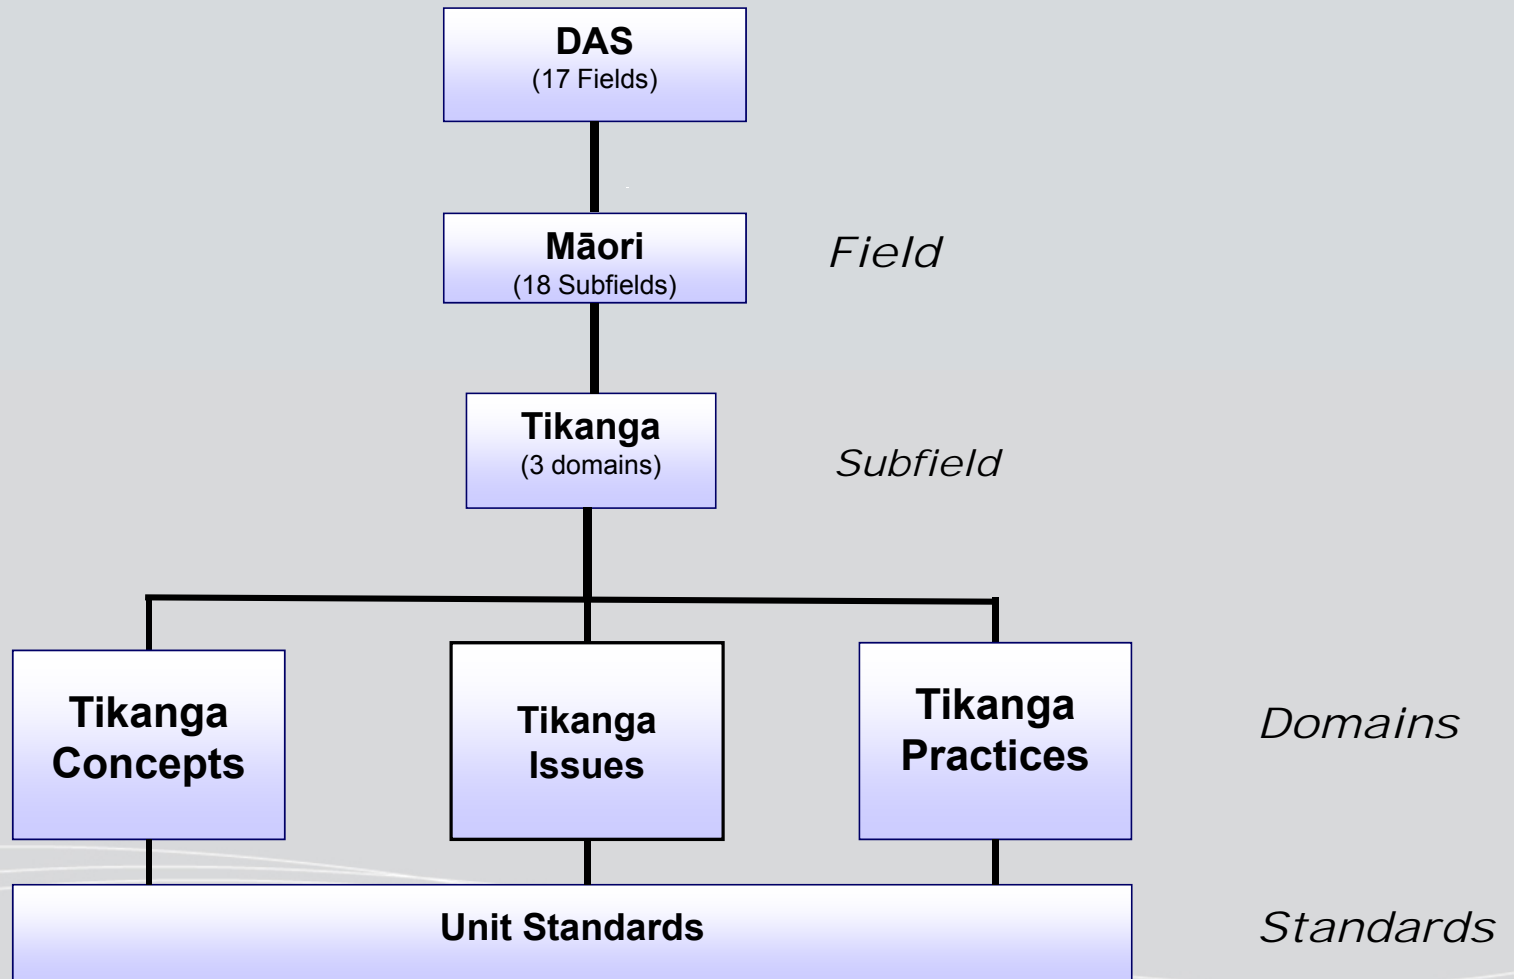 DAS
(17 Fields)
Māori
(18 Subfields)
Field
Tikanga
(3 domains)
Subfield
Tikanga
Concepts
Tikanga
Issues
Tikanga
Practices
Domains
Unit Standards
Standards